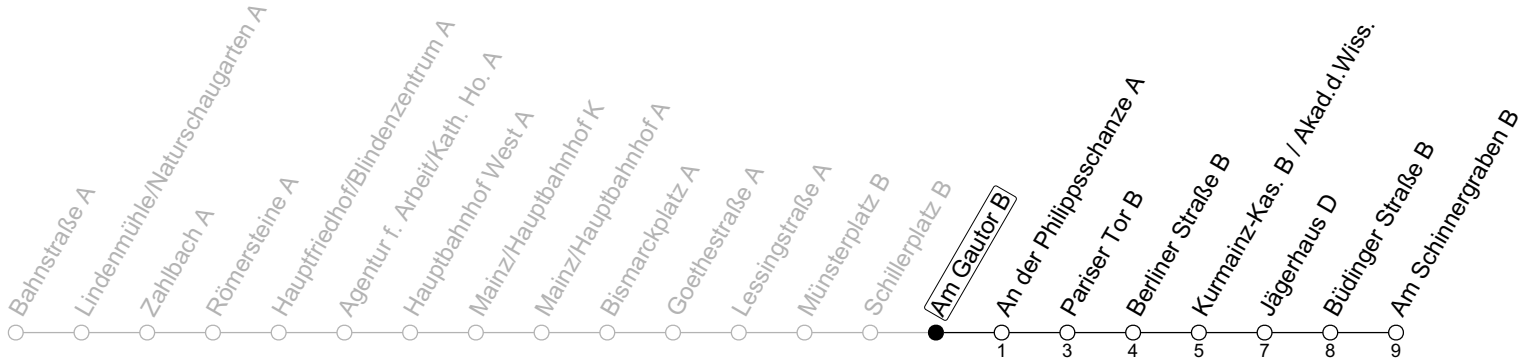 Bahnstraße A
Lindenmühle/Naturschaugarten A
Zahlbach A
Römersteine A
Hauptfriedhof/Blindenzentrum A
Agentur f. Arbeit/Kath. Ho. A
Hauptbahnhof West A
Mainz/Hauptbahnhof K
Mainz/Hauptbahnhof A
Bismarckplatz A
Goethestraße A
Lessingstraße A
Münsterplatz B
Schillerplatz B
Am Gautor B
An der Philippsschanze A
Pariser Tor B
Berliner Straße B
Kurmainz-Kas. B / Akad.d.Wiss.
Jägerhaus D
Büdinger Straße B
Am Schinnergraben B
1 3 4 5 7 8 9